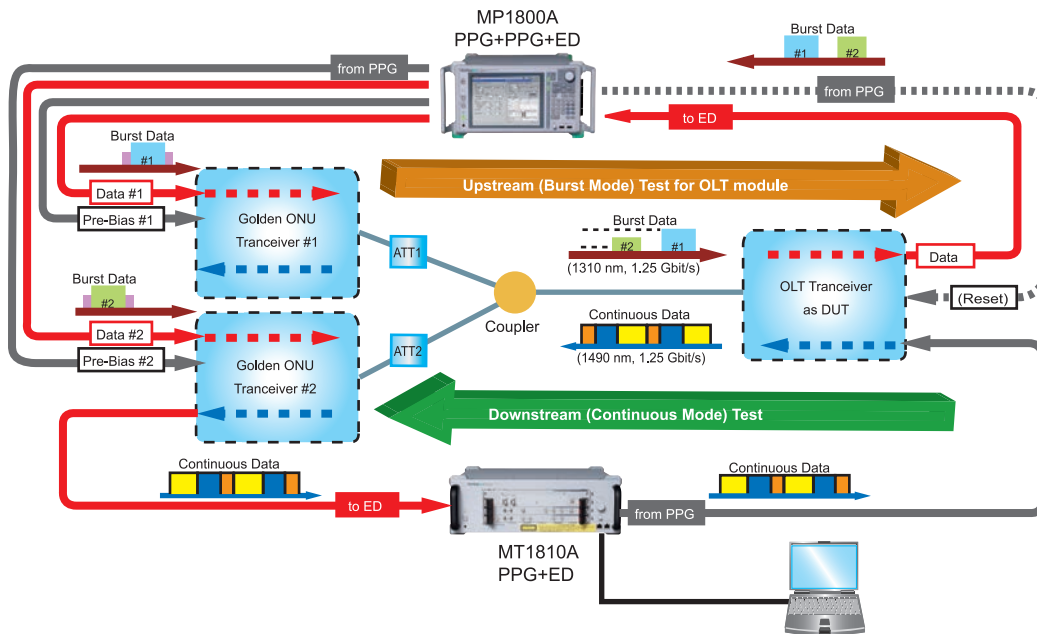 MP1800A
PPG+PPG+ED
Burst Data
#1
#2
from PPG
from PPG
to ED
Burst Data
#1
Upstream (Burst Mode) Test for OLT module
Data #1
Pre-Bias #1
Golden ONU
Tranceiver #1
ATT1
Burst Data
#2
#1
(1310 nm, 1.25 Gbit/s)
Data
OLT Tranceiver
as DUT
(Reset)
Burst Data
#2
Coupler
Continuous Data
(1490 nm, 1.25 Gbit/s)
Data #2
Pre-Bias #2
Golden ONU
Tranceiver #2
ATT2
Downstream (Continuous Mode) Test
Continuous Data
Continuous Data
to ED
from PPG
MT1810A
PPG+ED